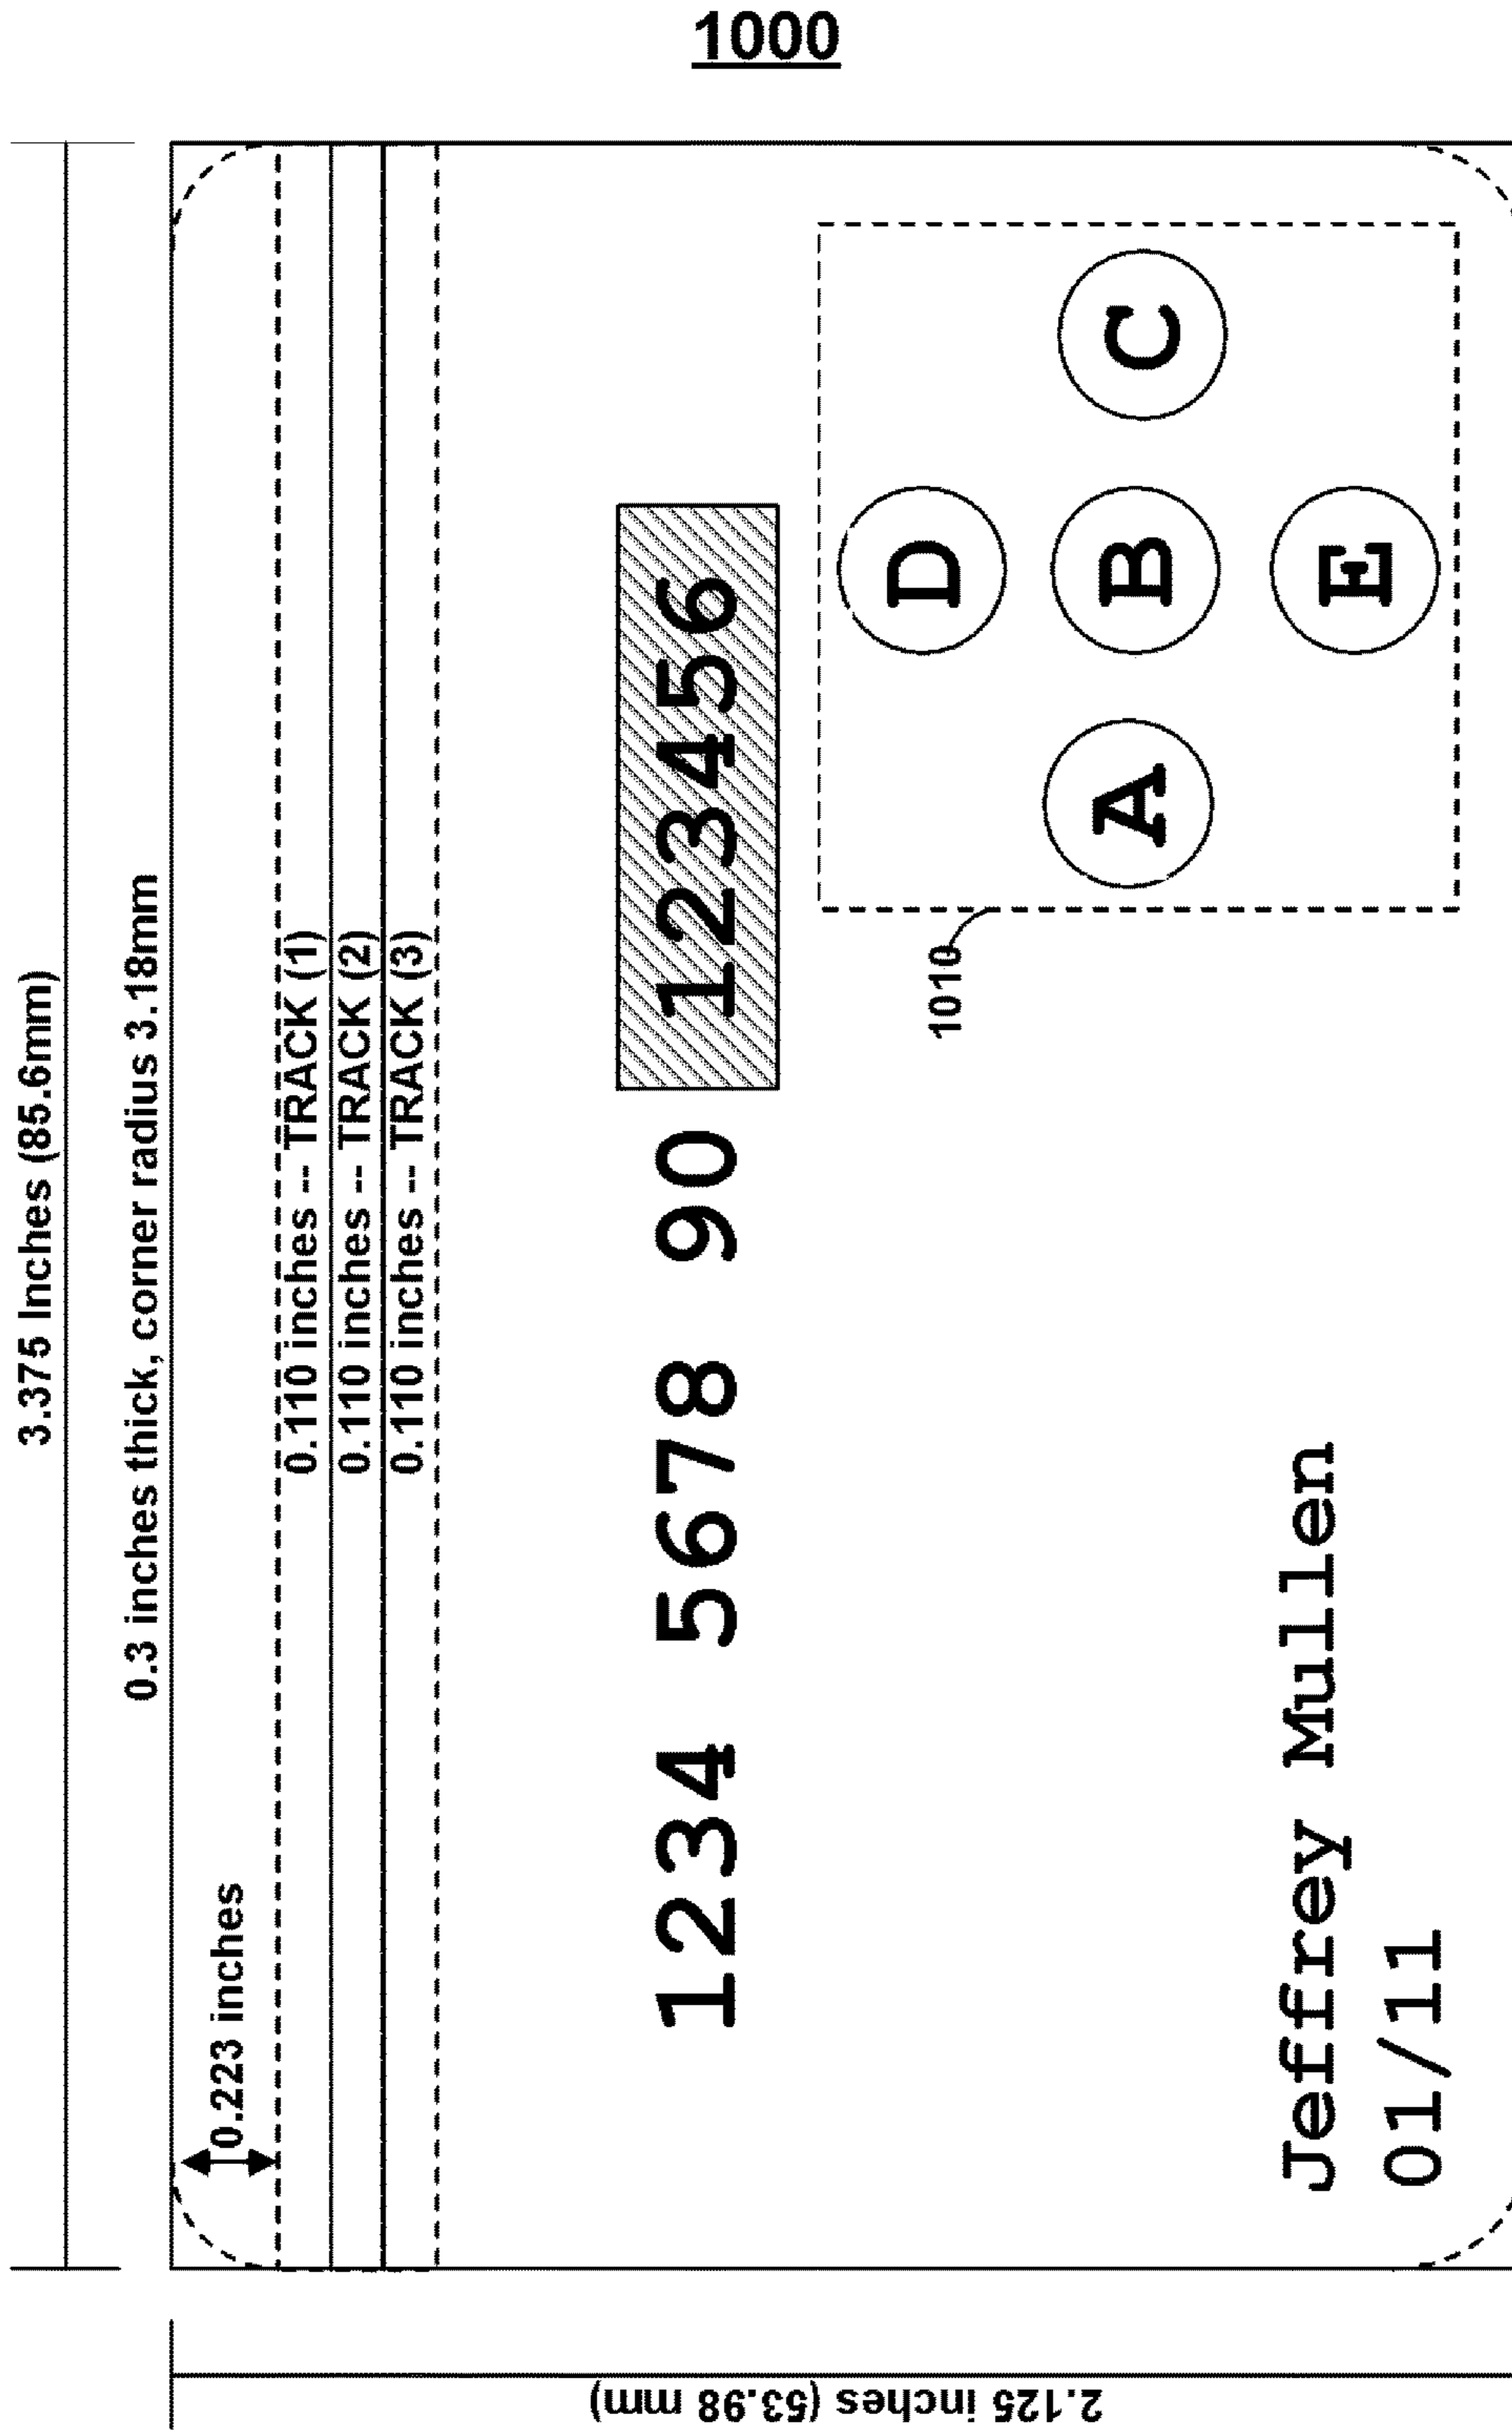 1000
3.375 Inches (85.6mm)
0.3 inches thick, corner radius 3.18mm
0.223 inches
0.110 inches -- TRACK (1)
0.110 inches -- TRACK (2)
0.110 inches -- TRACK (3)
2.125 inches (53.98 mm)
1234 5678 90 123456
1010
D
A B C
E
Jeffrey Mullen
01/11